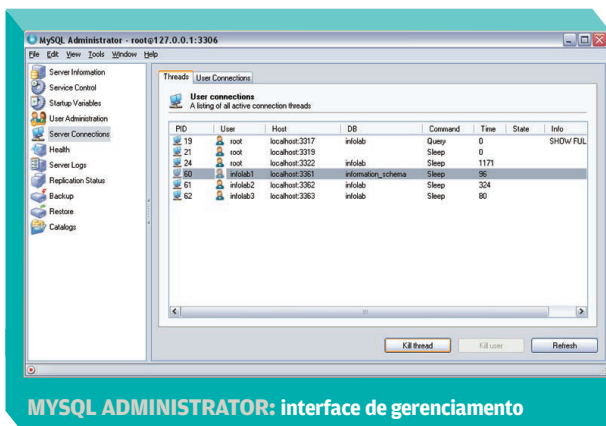 MySQL Administrator - root@127.0.0.1:3306
File Edit View Tools Window Help
Server Information
Service Control
Startup Variables
User Administration
Server Connections
Health
Server Logs
Replication Status
Backup
Restore
Catalogs
Threads User Connections
User connections
A listing of all active connection threads
PID User Host DB Command Time State Info
19 root localhost:3317 infolab Query 0 SHOW FUL
21 root localhost:3319 Sleep 0
24 root localhost:3322 infolab Sleep 1171
60 infolab1 localhost:3361 information_schema Sleep 96
61 infolab2 localhost:3362 infolab Sleep 324
62 infolab3 localhost:3363 infolab Sleep 80
Kill thread Kill user Refresh
MYSQL ADMINISTRATOR: interface de gerenciamento